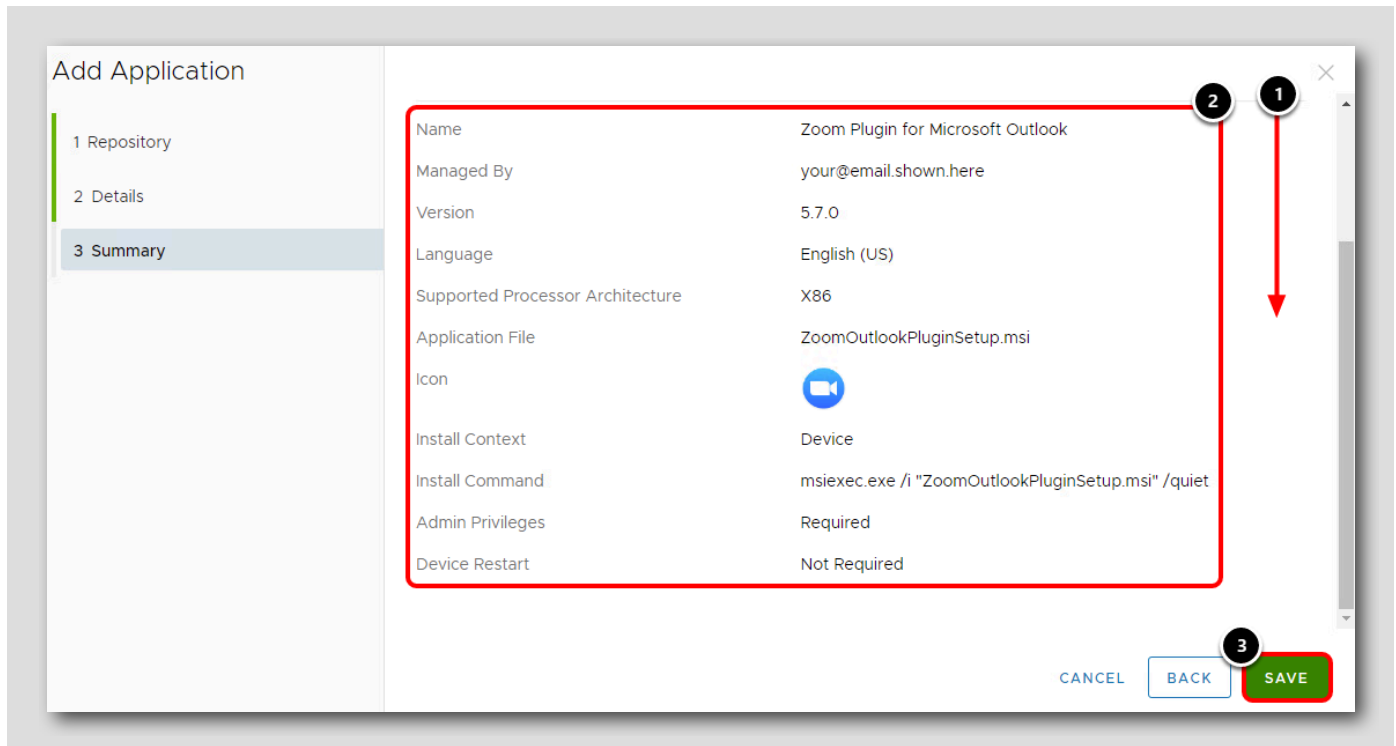 Add Application
1 Repository
2 Details
3 Summary
2
1
Name Zoom Plugin for Microsoft Outlook
Managed By your@email.shown.here
Version 5.7.0
Language English (US)
Supported Processor Architecture X86
Application File ZoomOutlookPluginSetup.msi
Icon
Install Context Device
Install Command msiexec.exe /i "ZoomOutlookPluginSetup.msi" /quiet
Admin Privileges Required
Device Restart Not Required
3
CANCEL BACK SAVE